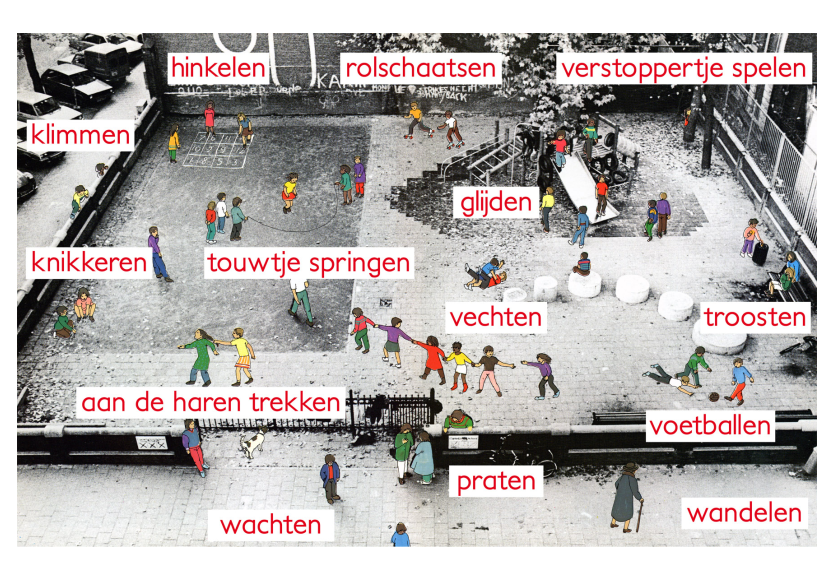 hinkelen
rolschaatsen
verstoppertje spelen
klimmen
glijden
knikkeren
touwtje springen
vechten
troosten
aan de haren trekken
voetballen
praten
wachten
wandelen